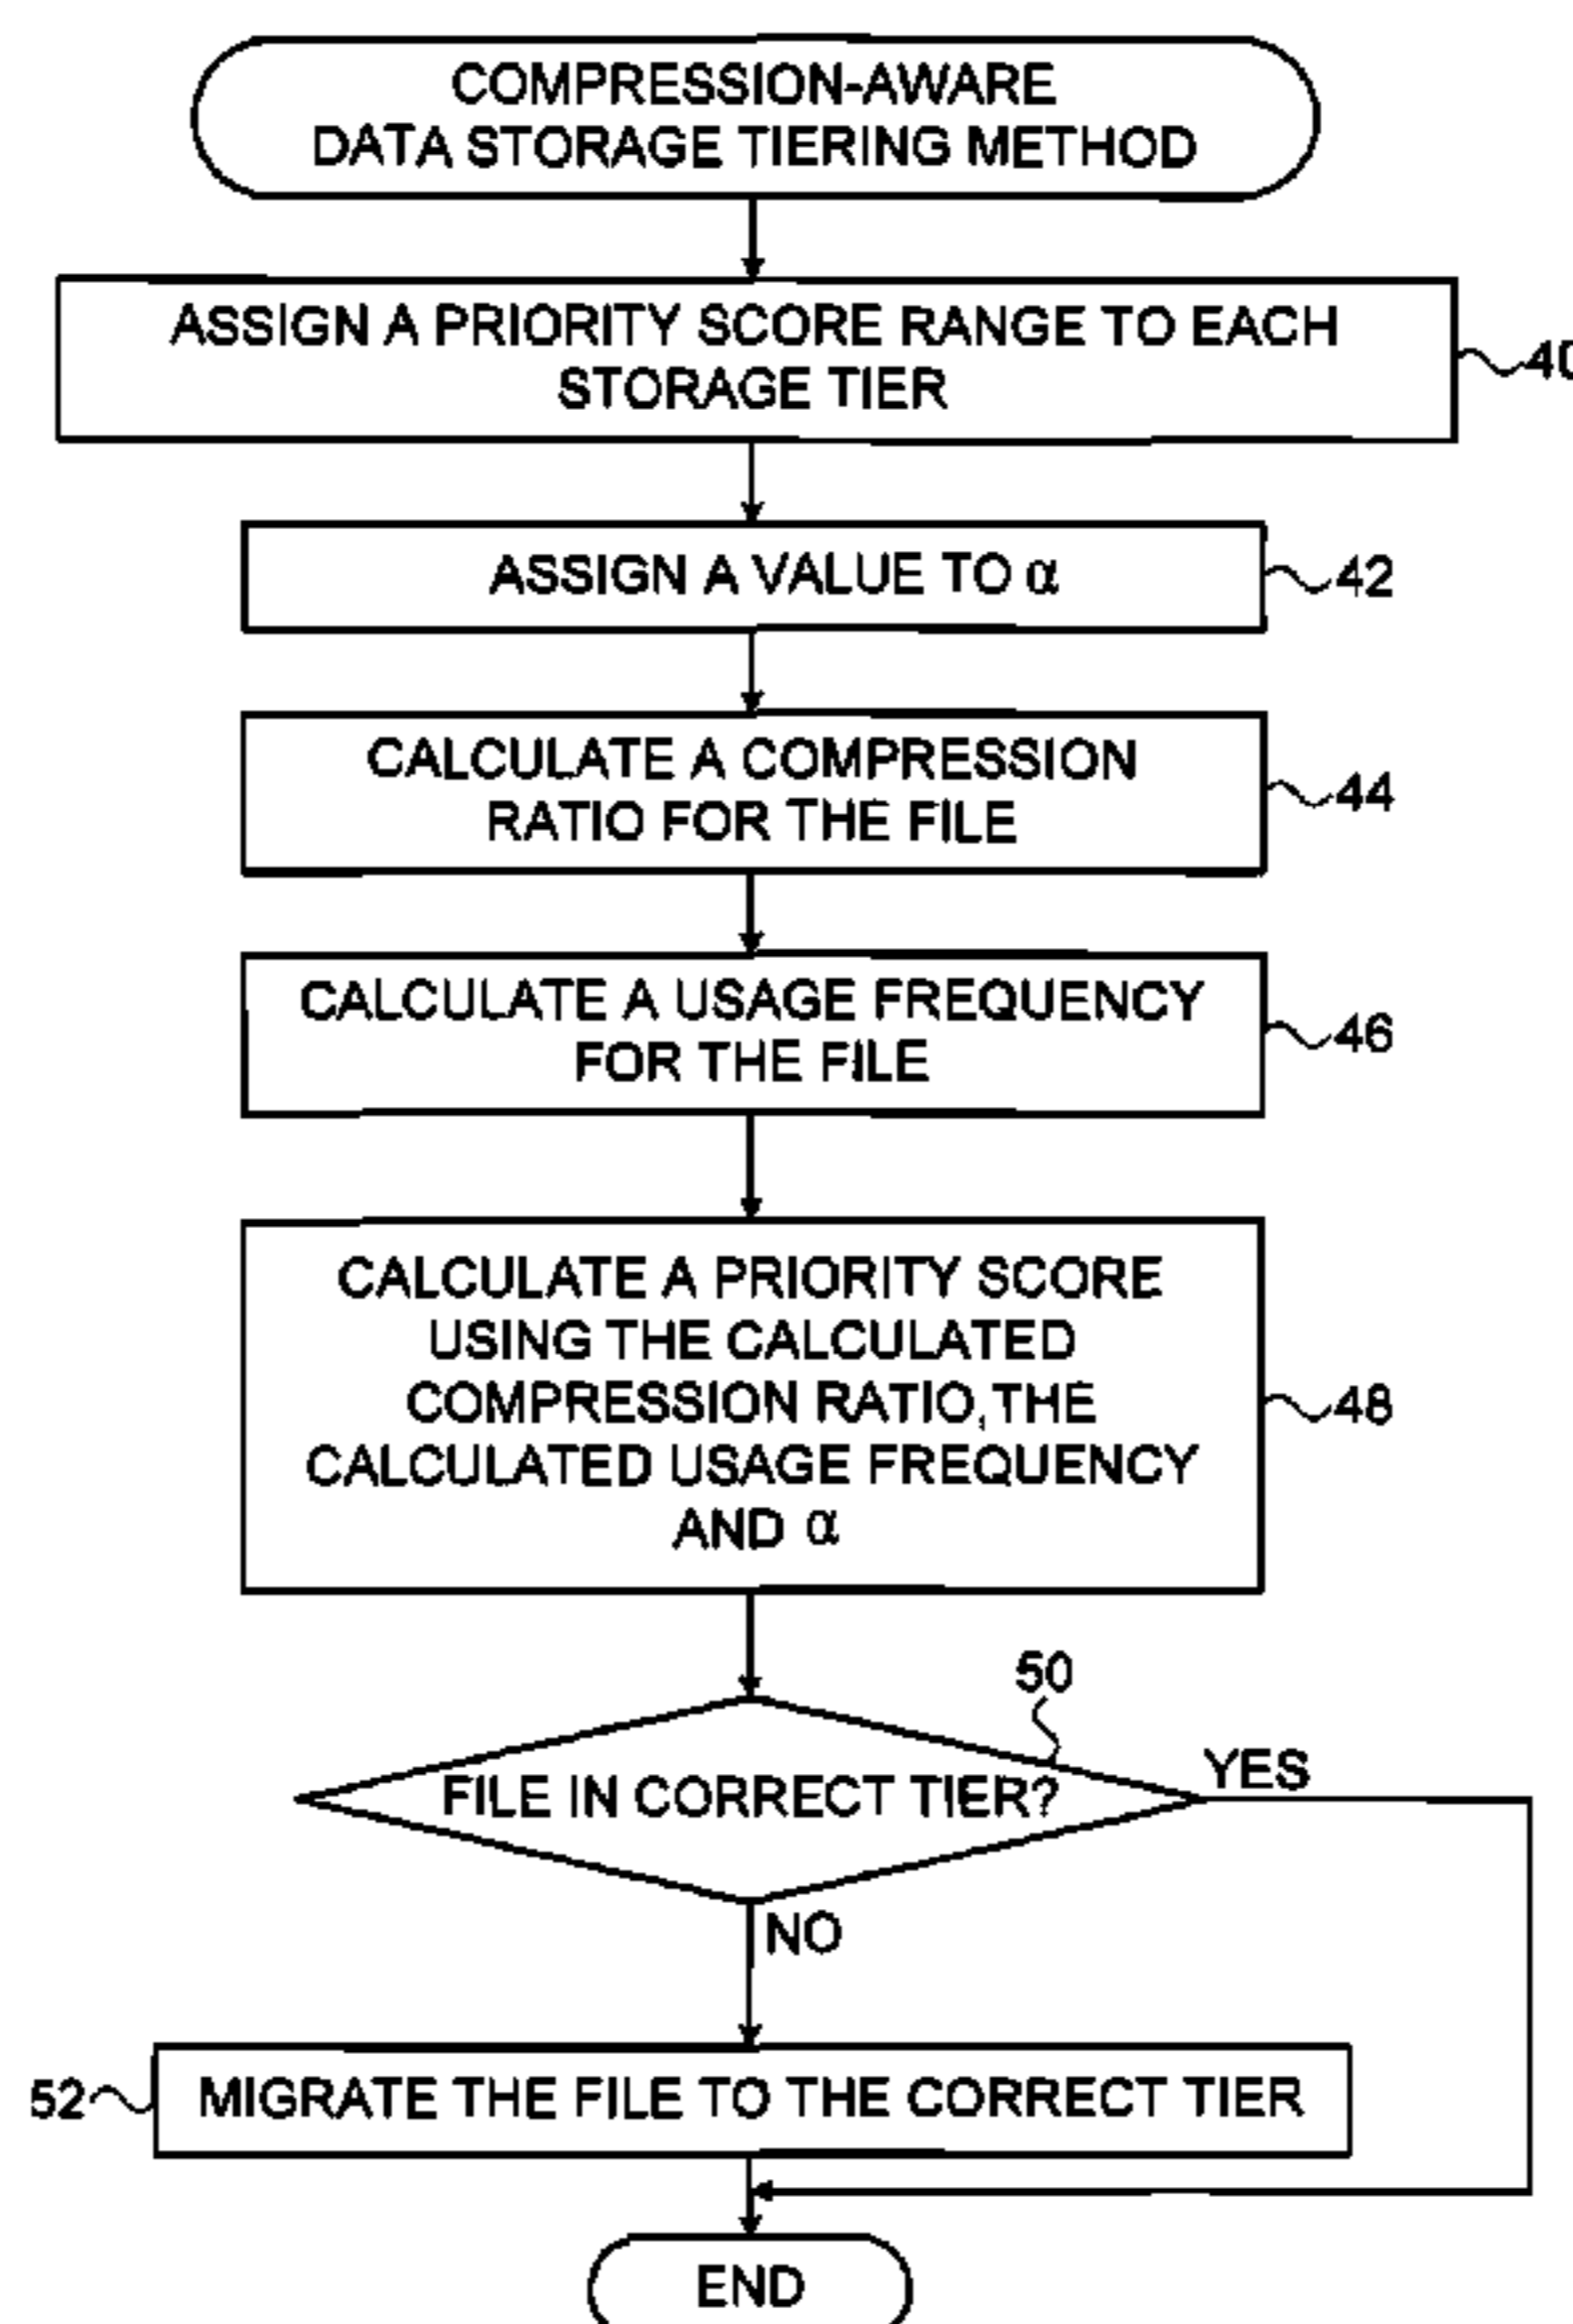 COMPRESSION-AWARE
DATA STORAGE TIERING METHOD
ASSIGN A PRIORITY SCORE RANGE TO EACH
STORAGE TIER
40
ASSIGN A VALUE TO α
42
CALCULATE A COMPRESSION
RATIO FOR THE FILE
44
CALCULATE A USAGE FREQUENCY
FOR THE FILE
46
CALCULATE A PRIORITY SCORE
USING THE CALCULATED
COMPRESSION RATIO, THE
CALCULATED USAGE FREQUENCY
AND α
48
50
FILE IN CORRECT TIER?
YES
NO
52
MIGRATE THE FILE TO THE CORRECT TIER
END